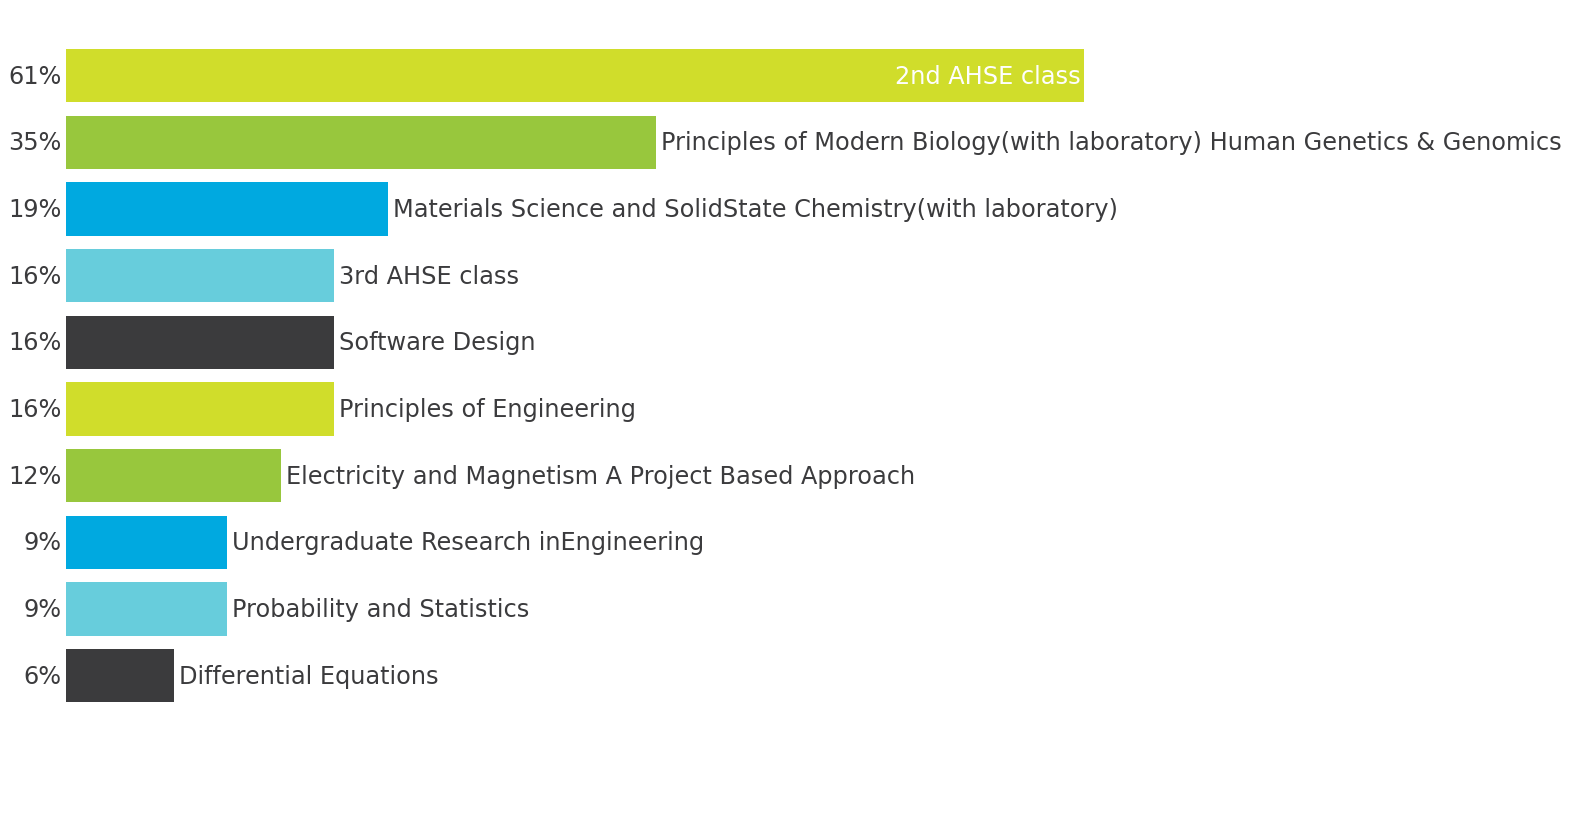 61% 2nd AHSE class
35% Principles of Modern Biology(with laboratory) Human Genetics & Genomics
19% Materials Science and SolidState Chemistry(with laboratory)
16% 3rd AHSE class
16% Software Design
16% Principles of Engineering
12% Electricity and Magnetism A Project Based Approach
9% Undergraduate Research inEngineering
9% Probability and Statistics
6% Differential Equations